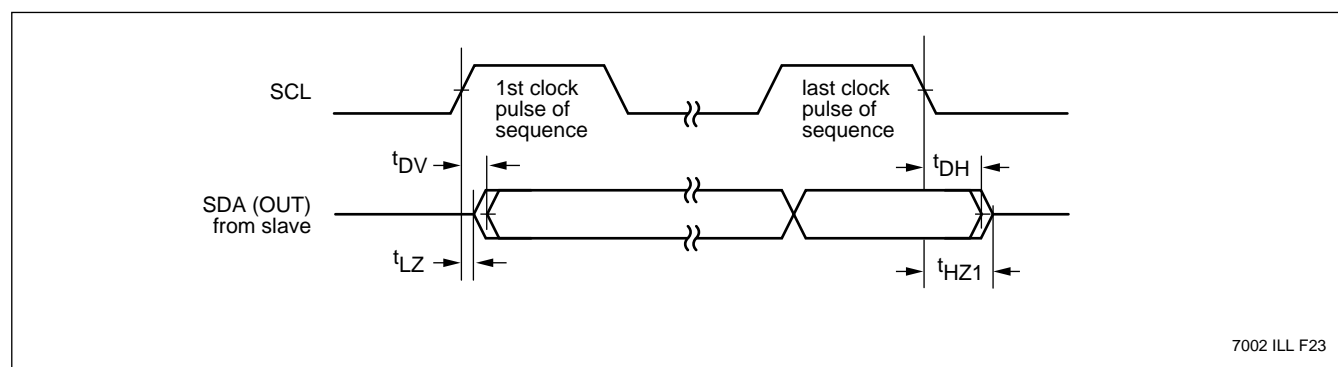 SCL
1st clock
pulse of
sequence
last clock
pulse of
sequence
tDV
tDH
SDA (OUT)
from slave
tLZ
tHZ1
7002 ILL F23